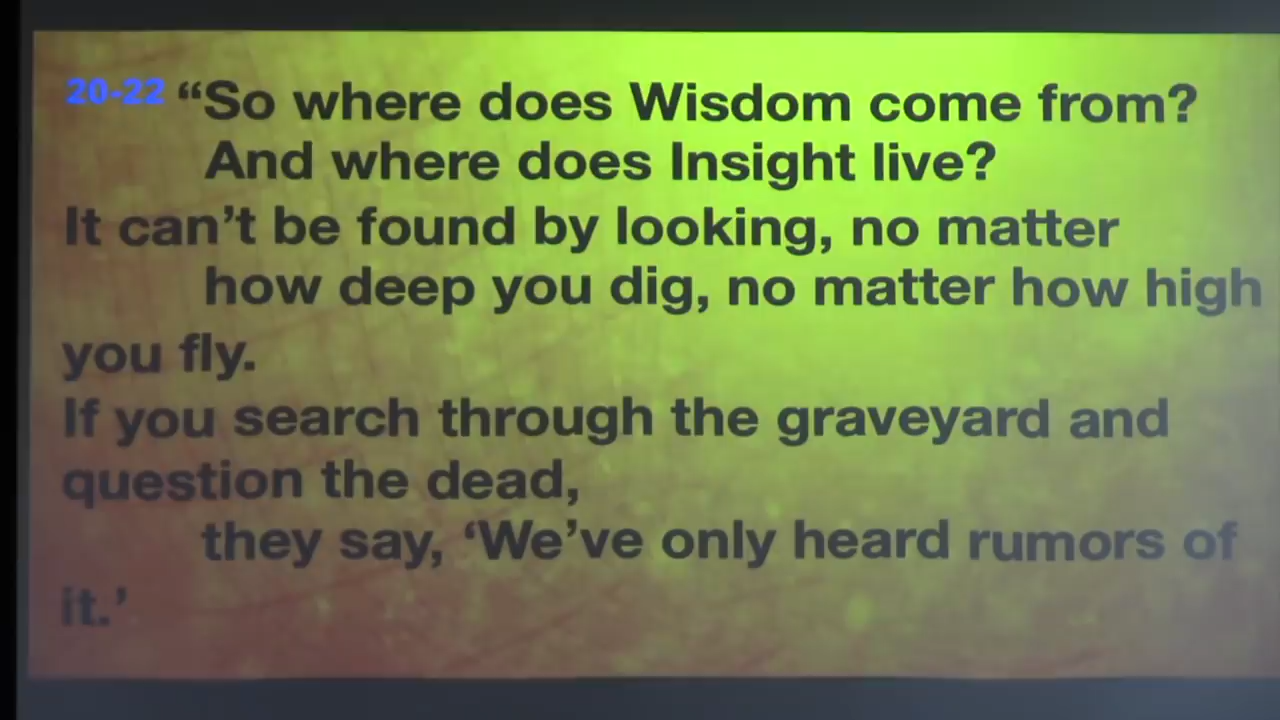 20-22 “So where does Wisdom come from?
And where does Insight live?
It can’t be found by looking, no matter
how deep you dig, no matter how high
you fly.
If you search through the graveyard and
question the dead,
they say, ‘We’ve only heard rumors of
it.’